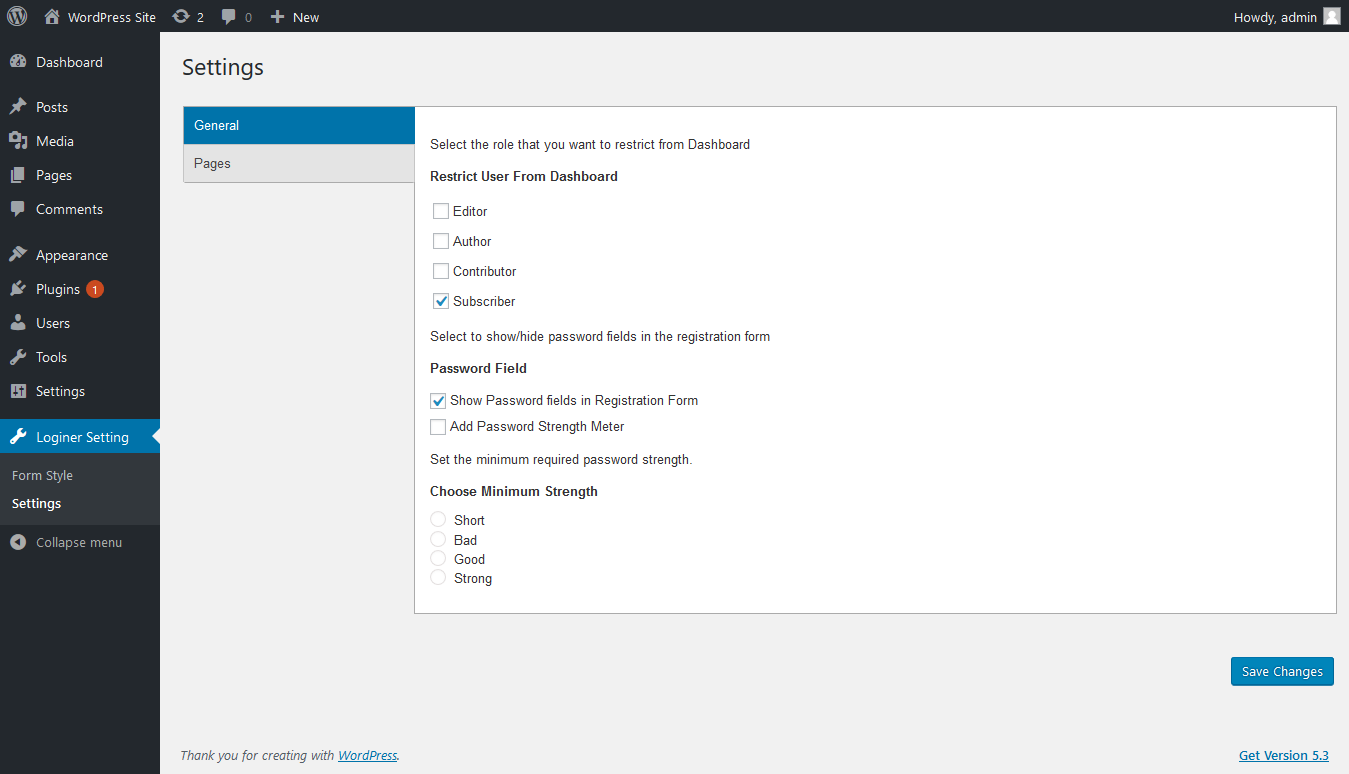 WordPress Site 2 0 New Howdy, admin
Dashboard
Posts
Media
Pages
Comments
Appearance
Plugins 1
Users
Tools
Settings
Loginer Setting
Form Style
Settings
Collapse menu
Settings
General
Pages
Select the role that you want to restrict from Dashboard
Restrict User From Dashboard
Editor
Author
Contributor
Subscriber
Select to show/hide password fields in the registration form
Password Field
Show Password fields in Registration Form
Add Password Strength Meter
Set the minimum required password strength.
Choose Minimum Strength
Short
Bad
Good
Strong
Save Changes
Thank you for creating with WordPress.
Get Version 5.3